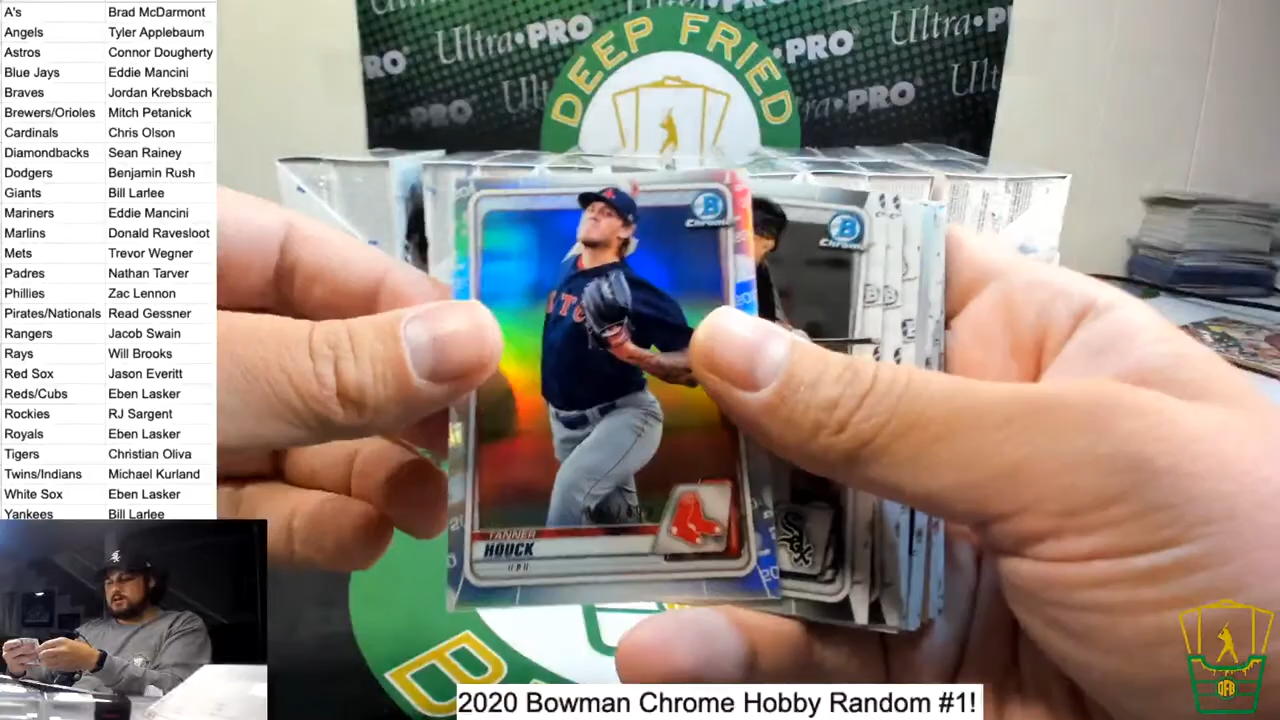 A's Brad McDarmont
Angels Tyler Applebaum
Astros Connor Dougherty
Blue Jays Eddie Mancini
Braves Jordan Krebsbach
Brewers/Orioles Mitch Petanick
Cardinals Chris Olson
Diamondbacks Sean Rainey
Dodgers Benjamin Rush
Giants Bill Larlee
Mariners Eddie Mancini
Marlins Donald Ravesloot
Mets Trevor Wegner
Padres Nathan Tarver
Phillies Zac Lennon
Pirates/Nationals Read Gessner
Rangers Jacob Swain
Rays Will Brooks
Red Sox Jason Everitt
Reds/Cubs Eben Lasker
Rockies RJ Sargent
Royals Eben Lasker
Tigers Christian Oliva
Twins/Indians Michael Kurland
White Sox Eben Lasker
Yankees Bill Larlee
Ultra•PRO
DEEP FRIED
B
Chrome
TANNER
HOUCK
Sox
2020 Bowman Chrome Hobby Random #1!
DFB